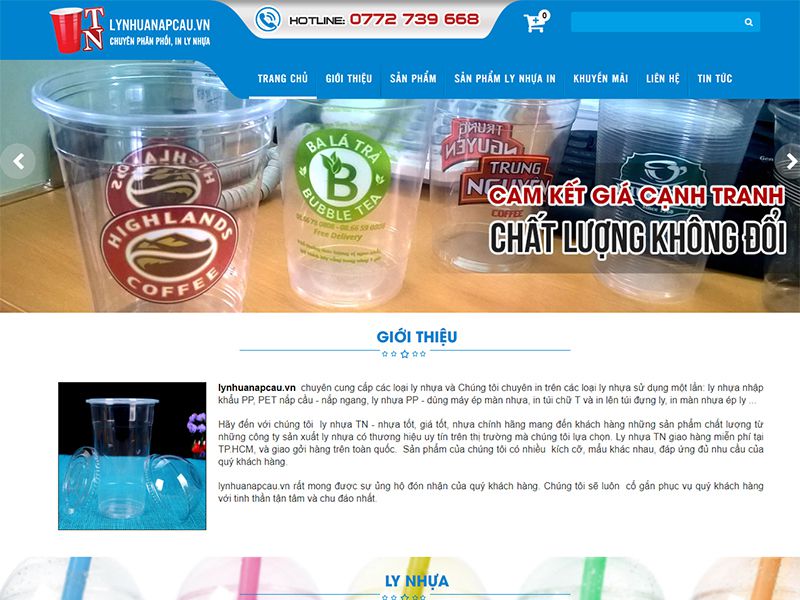 TN
LYNHUANAPCAU.VN
CHUYÊN PHÂN PHỐI, IN LY NHỰA
HOTLINE: 0772 739 668
0
TRANG CHỦ GIỚI THIỆU SẢN PHẨM SẢN PHẨM LY NHỰA IN KHUYẾN MÃI LIÊN HỆ TIN TỨC
HIGHLANDS
COFFEE
BA LÁ TRÀ
B
BUBBLE TEA
Free Delivery
TRUNG
NGUYÊN
COFFEE
CAM KẾT GIÁ CẠNH TRANH
CHẤT LƯỢNG KHÔNG ĐỔI
GIỚI THIỆU
lynhuanapcau.vn chuyên cung cấp các loại ly nhựa và Chúng tôi chuyên in trên các loại ly nhựa sử dụng một lần: ly nhựa nhập
khẩu PP, PET nắp cầu - nắp ngang, ly nhựa PP - dùng máy ép màn nhựa, in túi chữ T và in lên túi đựng ly, in màn nhựa ép ly ...
Hãy đến với chúng tôi ly nhựa TN - nhựa tốt, giá tốt, nhựa chính hãng mang đến khách hàng những sản phẩm chất lượng từ
những công ty sản xuất ly nhựa có thương hiệu uy tín trên thị trường mà chúng tôi lựa chọn. Ly nhựa TN giao hàng miễn phí tại
TP.HCM, và giao gởi hàng trên toàn quốc. Sản phẩm của chúng tôi có nhiều kích cỡ, mẫu khác nhau, đáp ứng đủ nhu cầu của
quý khách hàng.
lynhuanapcau.vn rất mong được sự ủng hộ đón nhận của quý khách hàng. Chúng tôi sẽ luôn cố gắn phục vụ quý khách hàng
với tinh thần tận tâm và chu đáo nhất.
LY NHỰA